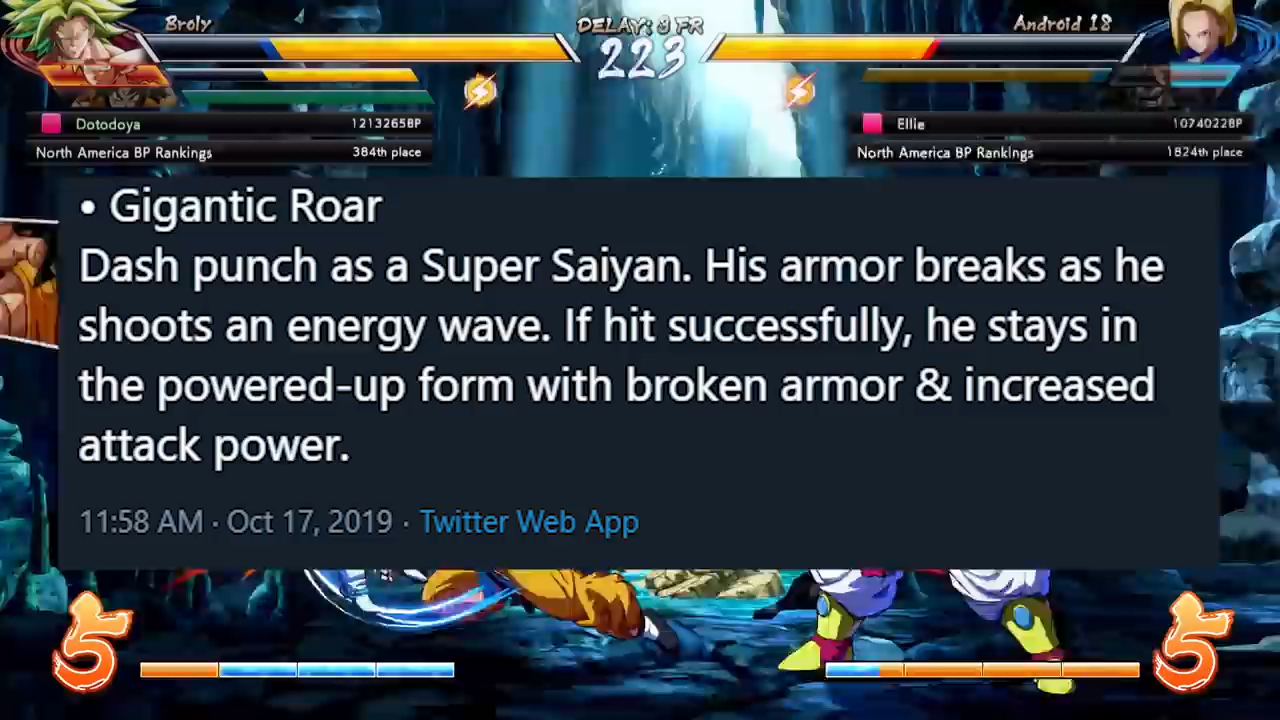 Broly
DELAY: 3 FR
Android 18
223
Dotodoya
1213265BP
Ellie
1074022BP
North America BP Rankings
384th place
North America BP Rankings
1824th place
• Gigantic Roar
Dash punch as a Super Saiyan. His armor breaks as he
shoots an energy wave. If hit successfully, he stays in
the powered-up form with broken armor & increased
attack power.
11:58 AM · Oct 17, 2019 · Twitter Web App
5
5